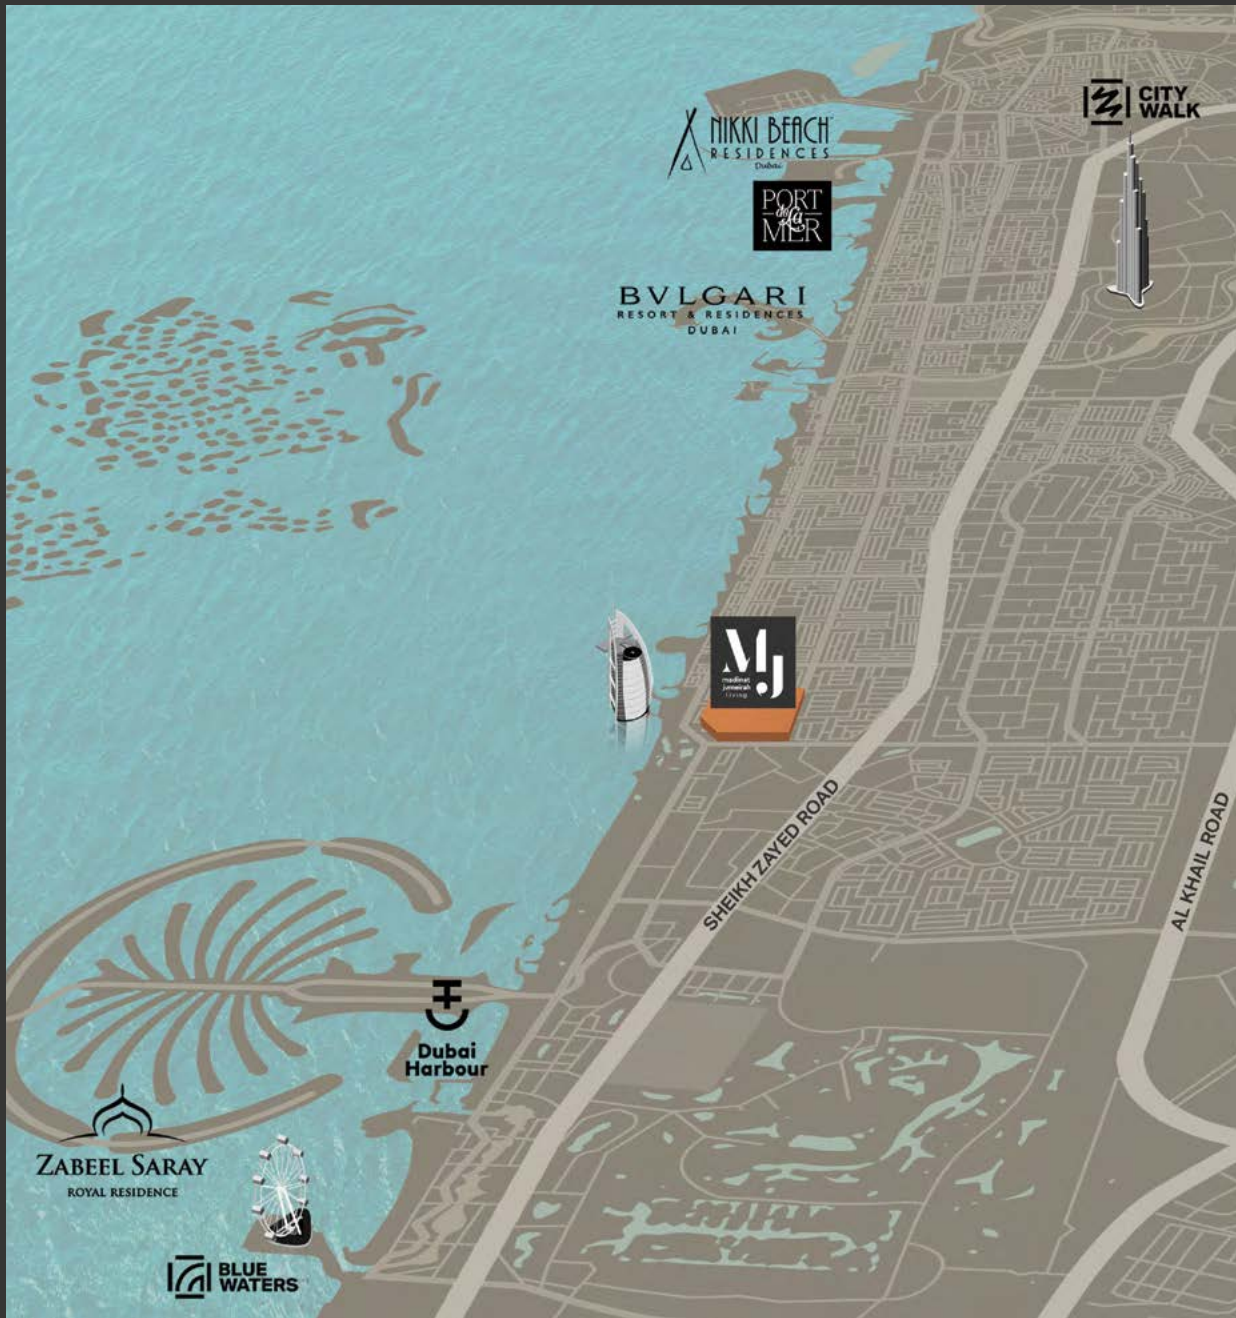 CITY
WALK
NIKKI BEACH
RESIDENCES
Dubai
PORT
de La
MER
BVLGARI
RESORT & RESIDENCES
DUBAI
MJ
madinat
jumeirah
living
SHEIKH ZAYED ROAD
AL KHAIL ROAD
Dubai
Harbour
ZABEEL SARAY
ROYAL RESIDENCE
BLUE
WATERS